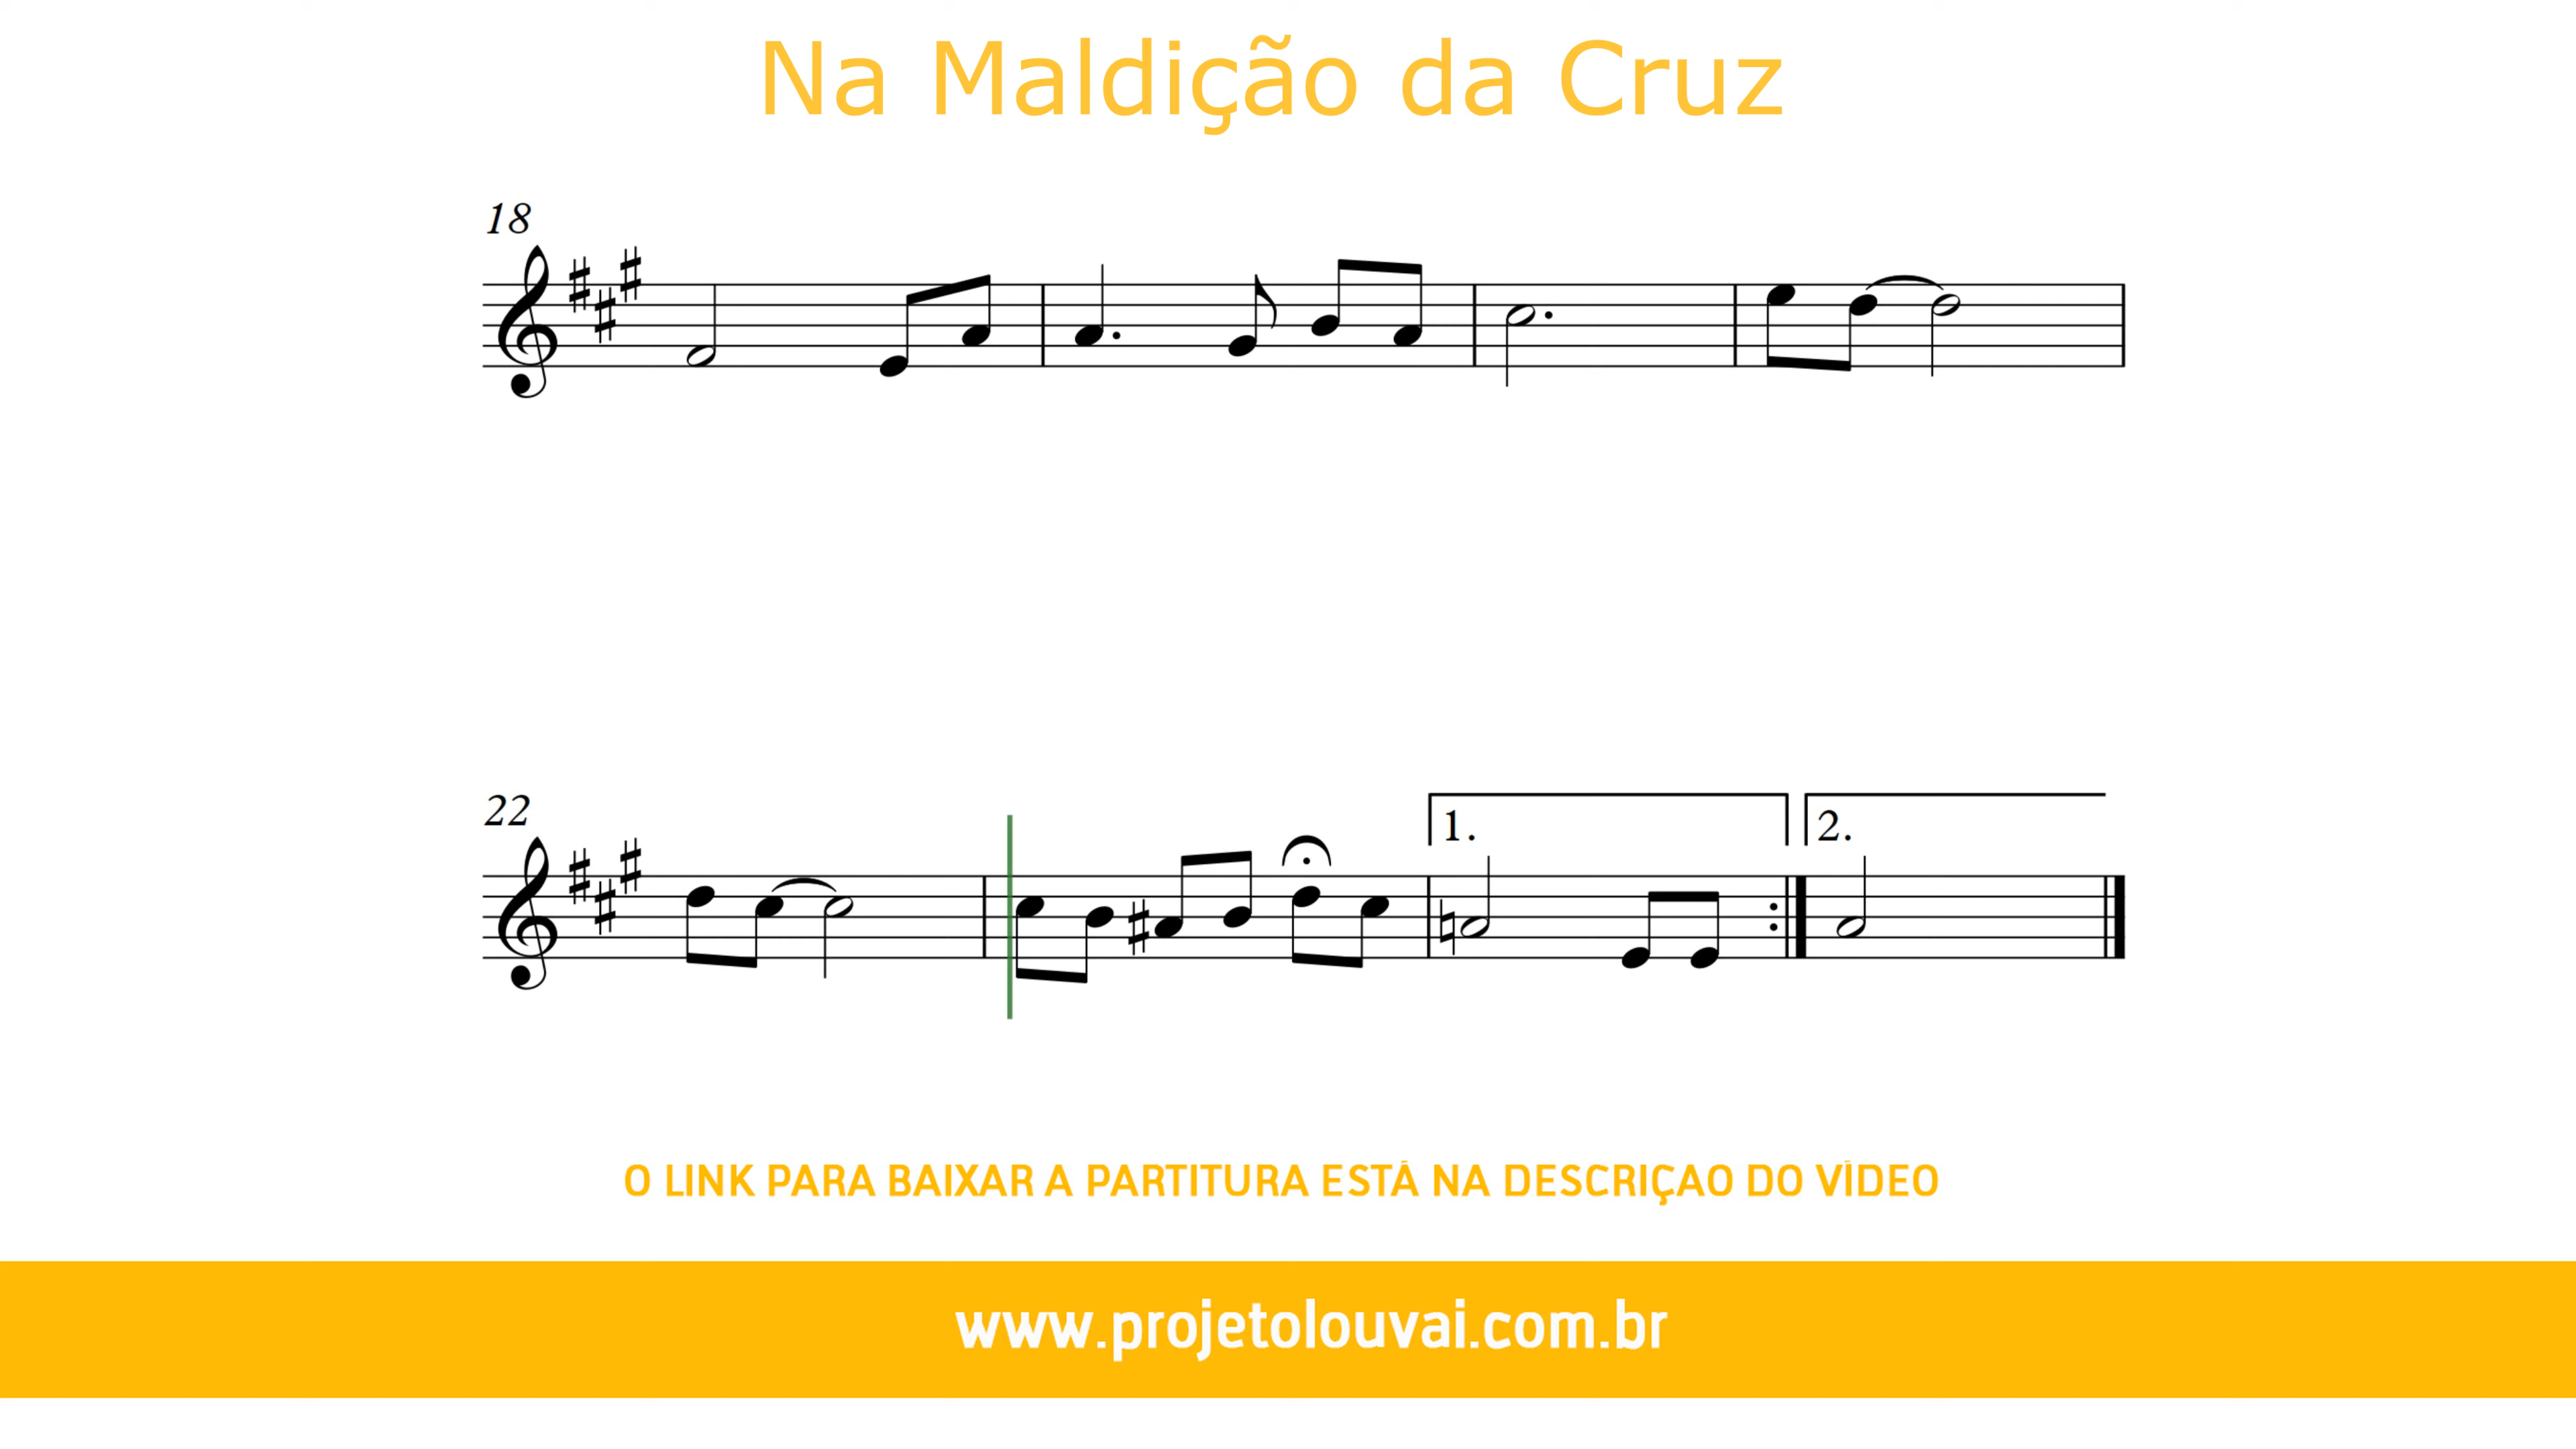 Na Maldição da Cruz
18
22
1.
2.
O LINK PARA BAIXAR A PARTITURA ESTÁ NA DESCRIÇAO DO VÍDEO
www.projetolouvai.com.br